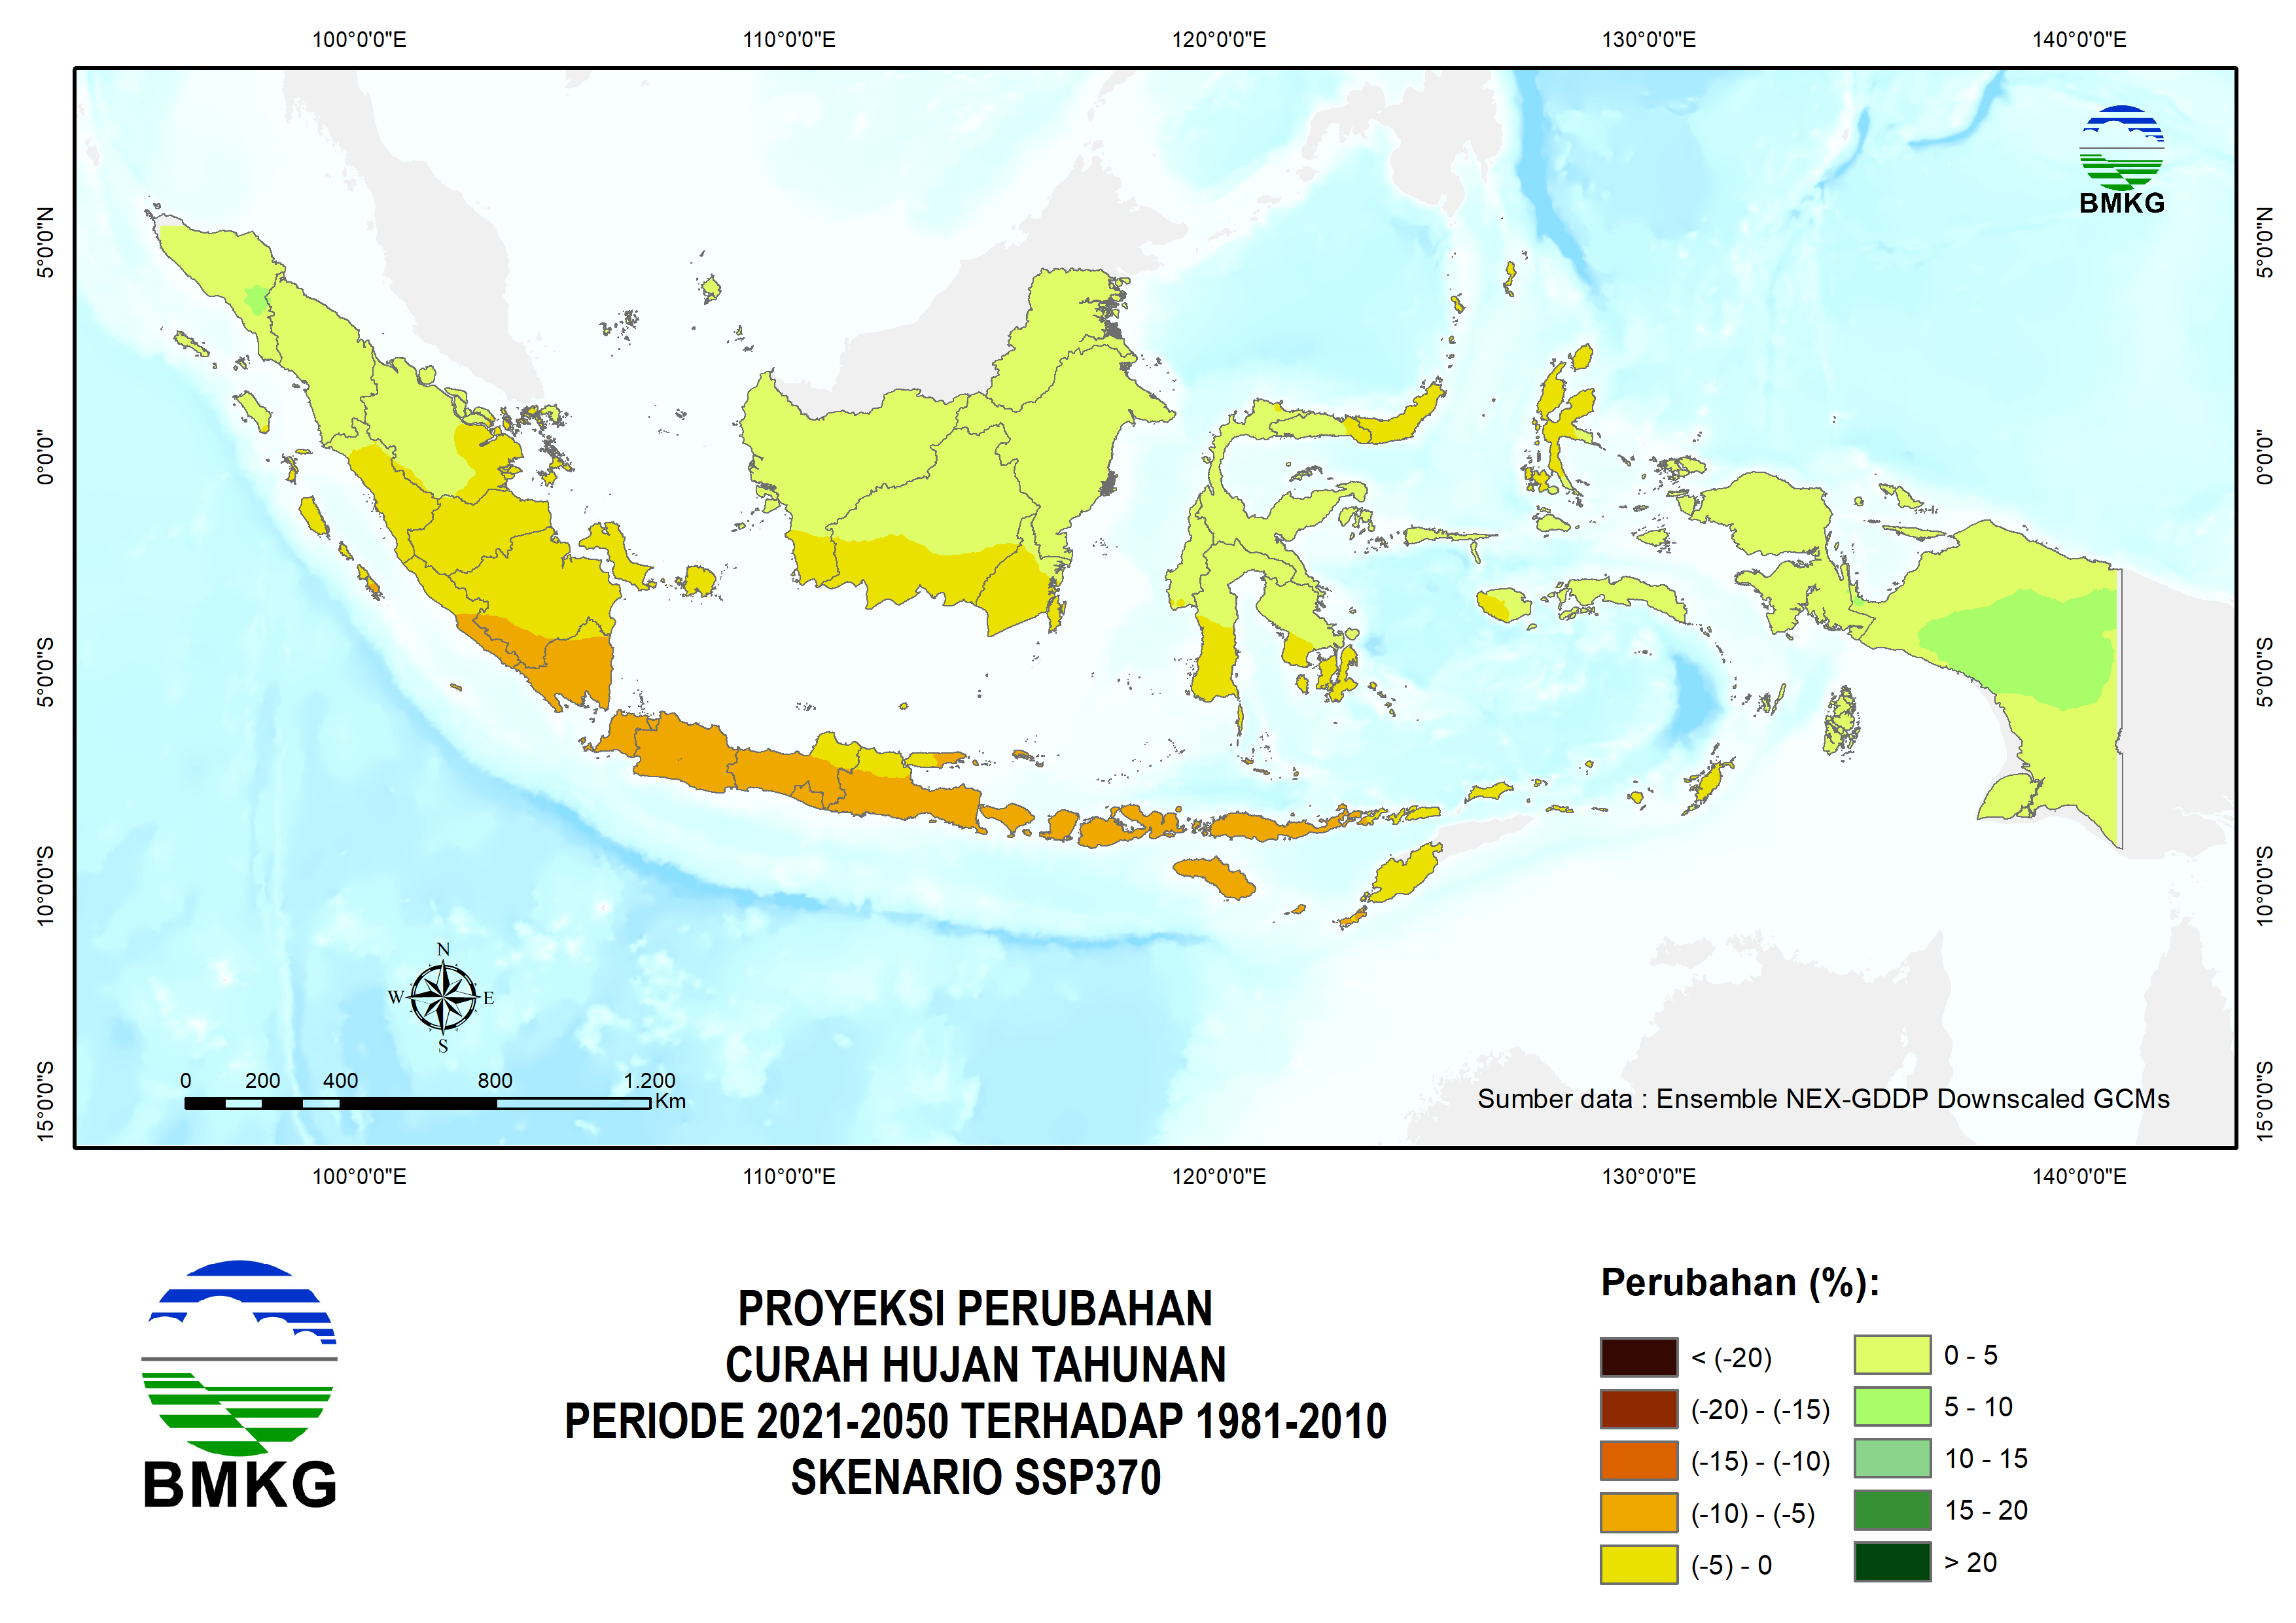 100°0'0"E 110°0'0"E 120°0'0"E 130°0'0"E 140°0'0"E
BMKG
5°0'0"N 5°0'0"N
0°0'0" 0°0'0"
5°0'0"S 5°0'0"S
10°0'0"S 10°0'0"S
15°0'0"S 15°0'0"S
N
W E
S
0 200 400 800 1.200
Km
Sumber data : Ensemble NEX-GDDP Downscaled GCMs
100°0'0"E 110°0'0"E 120°0'0"E 130°0'0"E 140°0'0"E
BMKG
PROYEKSI PERUBAHAN
CURAH HUJAN TAHUNAN
PERIODE 2021-2050 TERHADAP 1981-2010
SKENARIO SSP370
Perubahan (%):
< (-20)
(-20) - (-15)
(-15) - (-10)
(-10) - (-5)
(-5) - 0
0 - 5
5 - 10
10 - 15
15 - 20
> 20